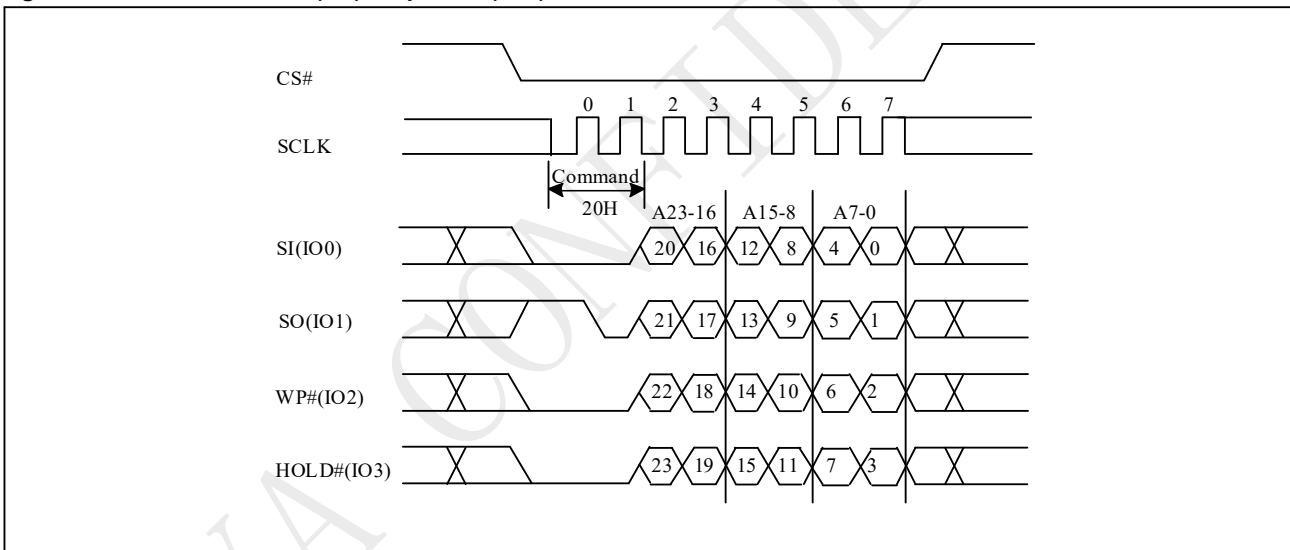 CS#
0 1 2 3 4 5 6 7
SCLK
Command
20H
A23-16 A15-8 A7-0
SI(IO0)
20 16 12 8 4 0
SO(IO1)
21 17 13 9 5 1
WP#(IO2)
22 18 14 10 6 2
HOLD#(IO3)
23 19 15 11 7 3